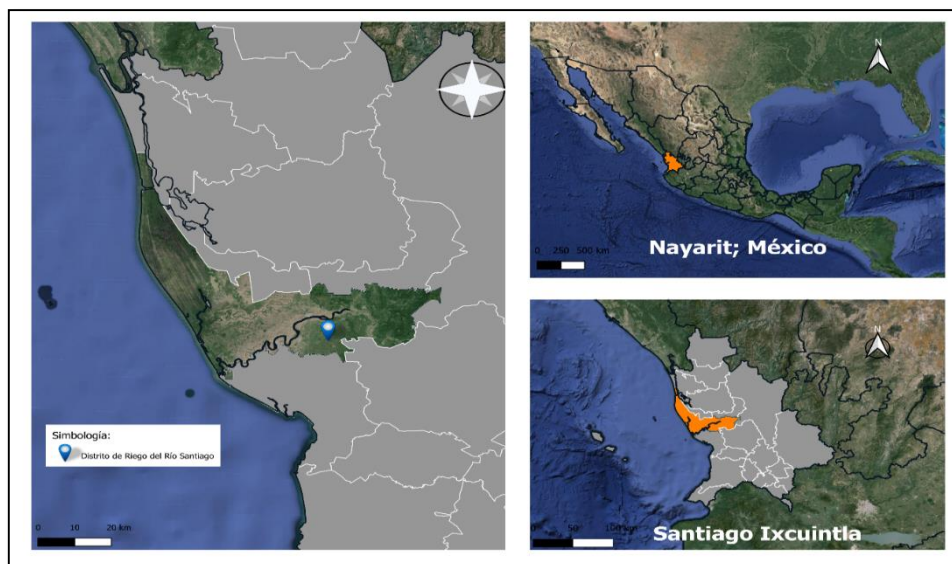 Simbología:
Distrito de Riego del Río Santiago
0 10 20 km
N
0 250 500 km
Nayarit; México
N
0 50 100 km
Santiago Ixcuintla